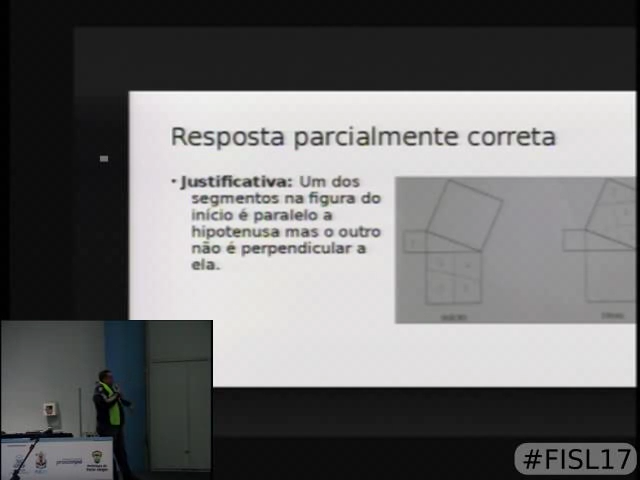 Resposta parcialmente correta
• Justificativa: Um dos
segmentos na figura do
início é paralelo a
hipotenusa mas o outro
não é perpendicular a
ela.
#FISL17